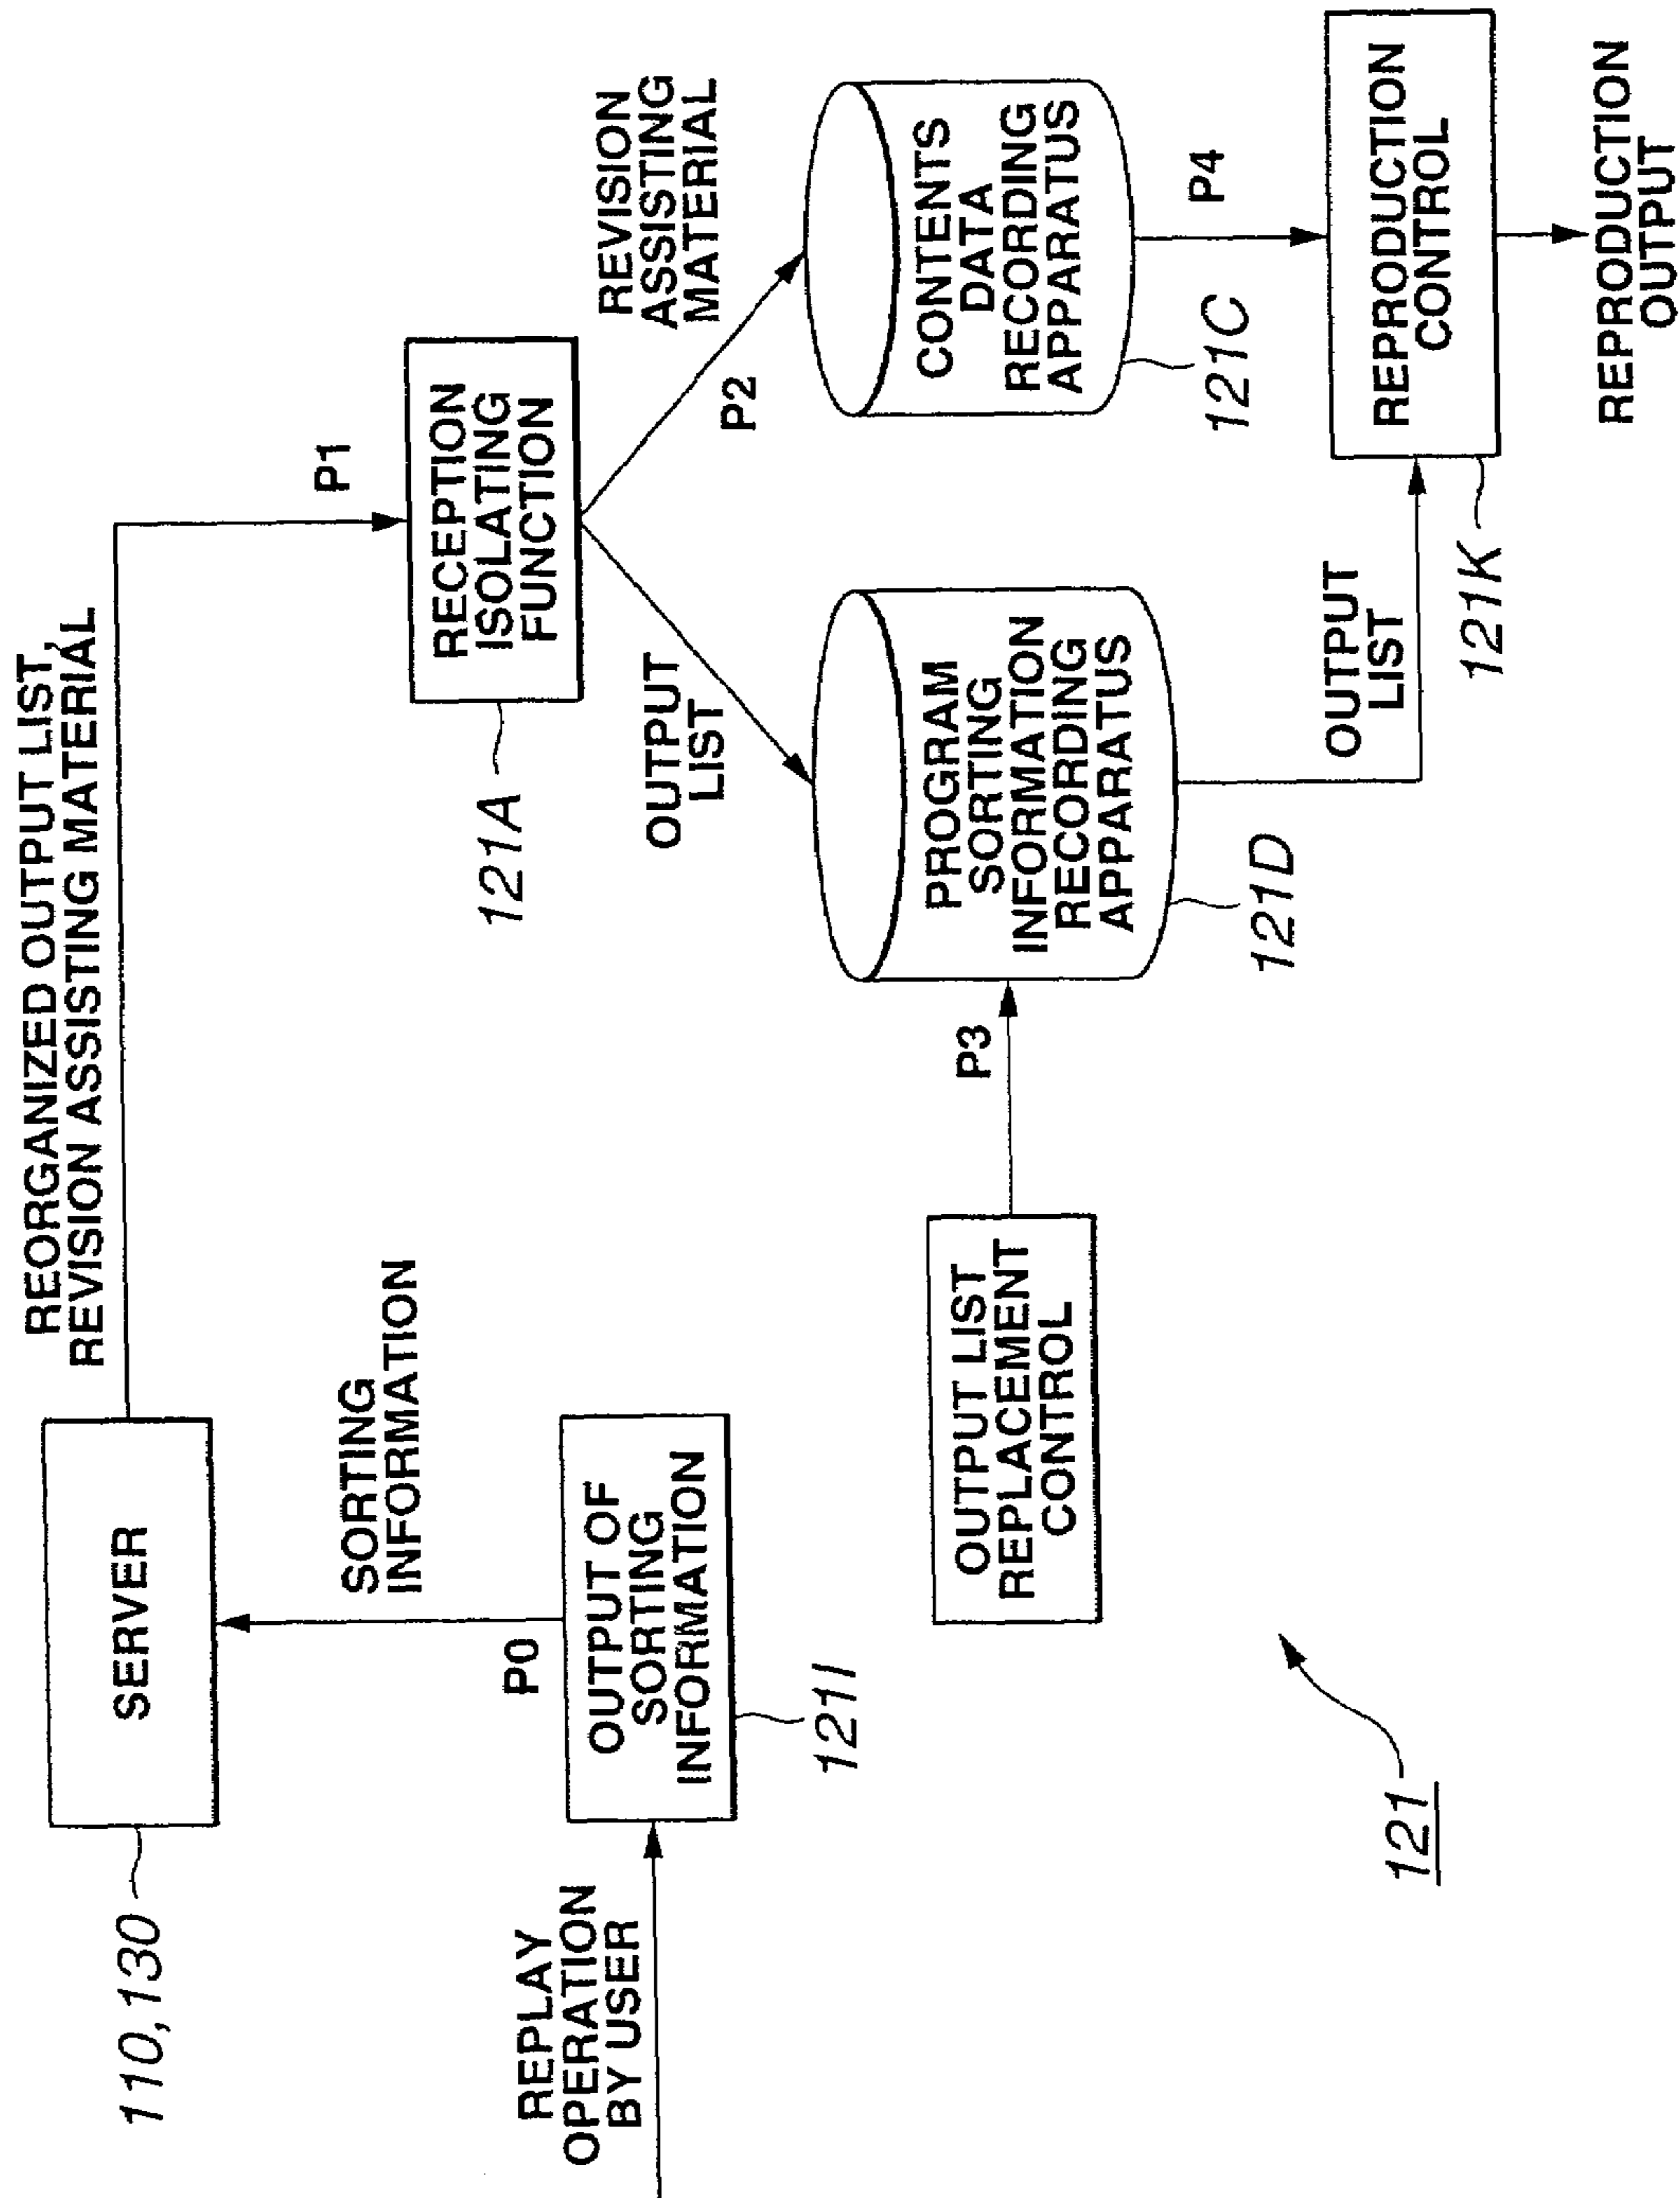 REORGANIZED OUTPUT LIST,
REVISION ASSISTING MATERIAL
SERVER
110, 130
SORTING
INFORMATION
P0
P1
REPLAY
OPERATION
BY USER
OUTPUT OF
SORTING
INFORMATION
121I
RECEPTION
ISOLATING
FUNCTION
121A
REVISION
ASSISTING
MATERIAL
P2
OUTPUT
LIST
OUTPUT LIST
REPLACEMENT
CONTROL
P3
PROGRAM
SORTING
INFORMATION
RECORDING
APPARATUS
121D
CONTENTS
DATA
RECORDING
APPARATUS
121C
P4
OUTPUT
LIST
REPRODUCTION
CONTROL
121K
REPRODUCTION
OUTPUT
121